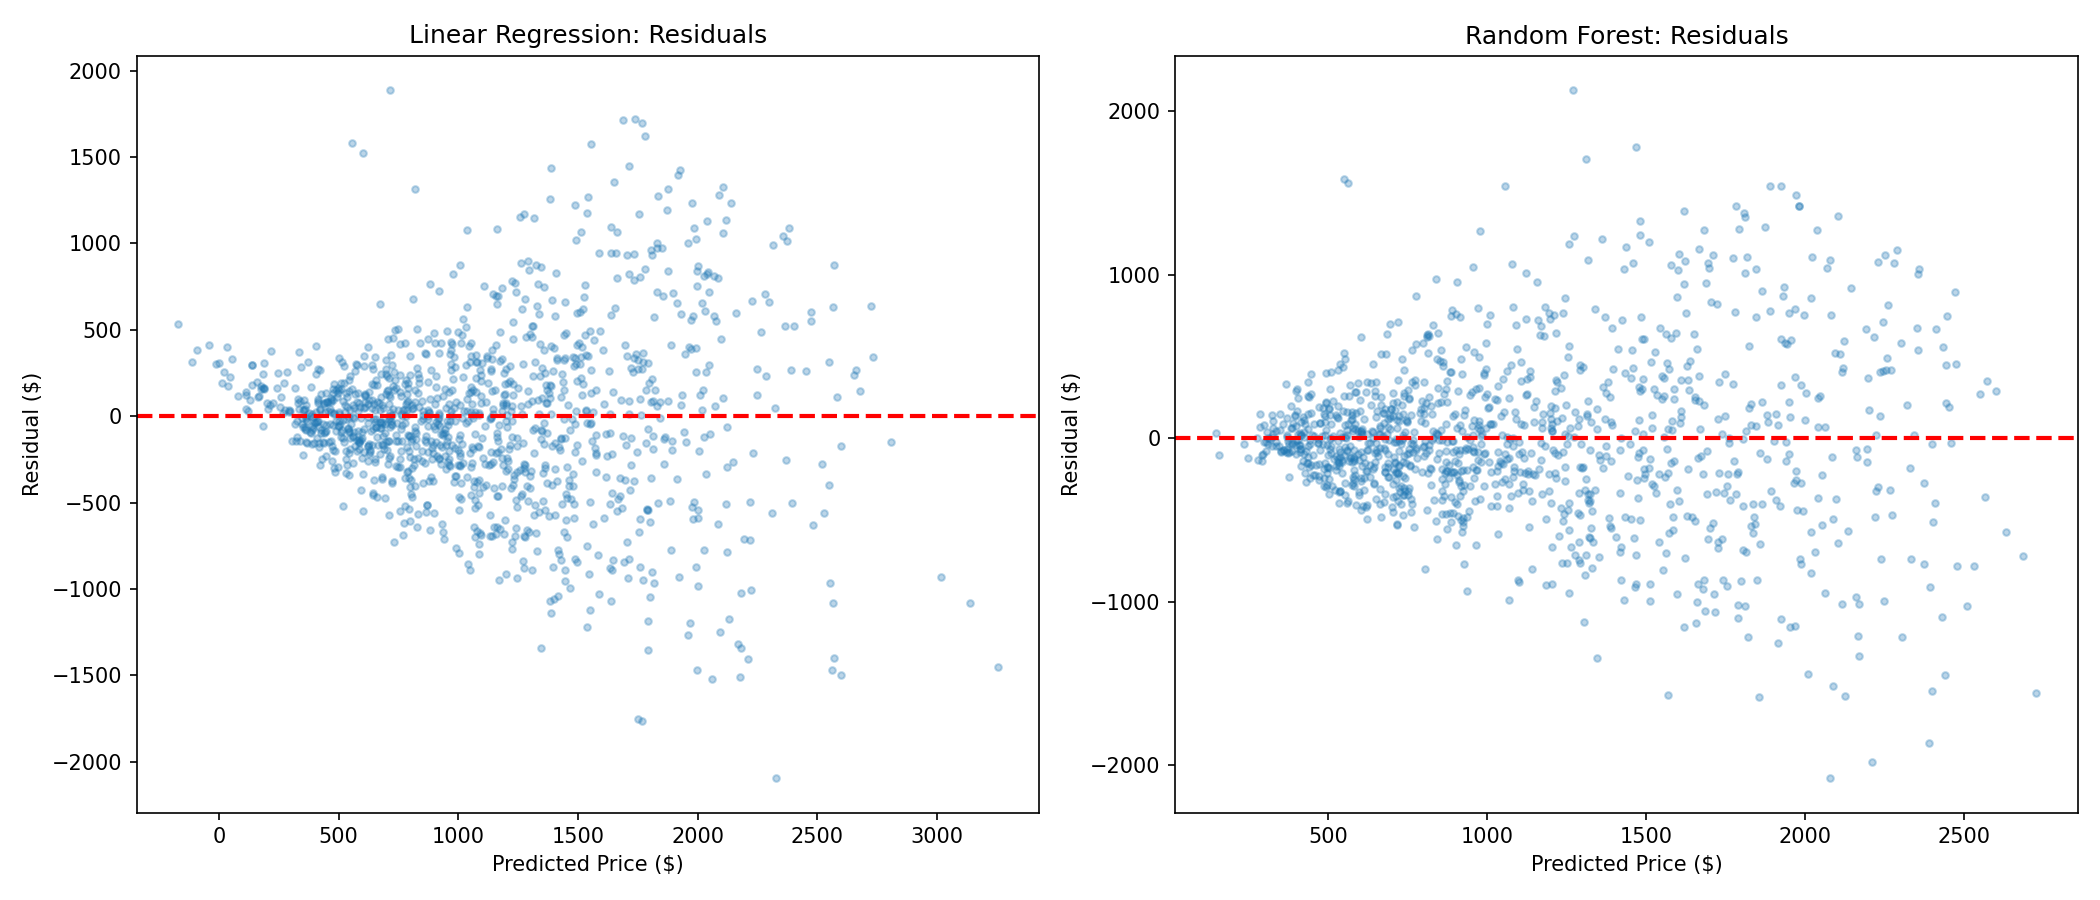 Linear Regression: Residuals
2000
1500
1000
500
0
−500
−1000
−1500
−2000
Residual ($)
0 500 1000 1500 2000 2500 3000
Predicted Price ($)
Random Forest: Residuals
2000
1000
0
−1000
−2000
Residual ($)
500 1000 1500 2000 2500
Predicted Price ($)